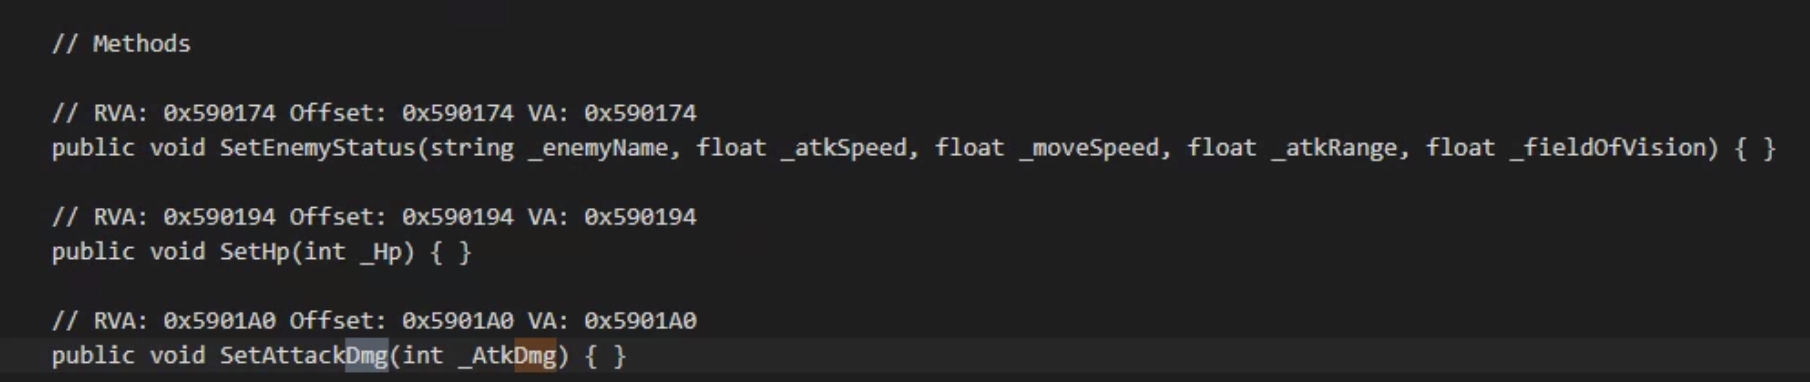 // Methods
// RVA: 0x590174 Offset: 0x590174 VA: 0x590174
public void SetEnemyStatus(string _enemyName, float _atkSpeed, float _moveSpeed, float _atkRange, float _fieldOfVision) { }
// RVA: 0x590194 Offset: 0x590194 VA: 0x590194
public void SetHp(int _Hp) { }
// RVA: 0x5901A0 Offset: 0x5901A0 VA: 0x5901A0
public void SetAttackDmg(int _AtkDmg) { }